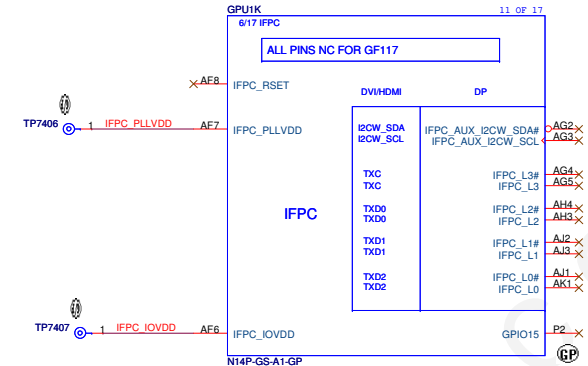 GPU1K 11 OF 17
6/17 IFPC
ALL PINS NC FOR GF117
AF8 IFPC_RSET
DVI/HDMI DP
TP7406 1 IFPC_PLLVDD AF7 IFPC_PLLVDD
I2CW_SDA IFPC_AUX_I2CW_SDA# AG2
I2CW_SCL IFPC_AUX_I2CW_SCL AG3
TXC IFPC_L3# AG4
TXC IFPC_L3 AG5
IFPC
TXD0 IFPC_L2# AH4
TXD0 IFPC_L2 AH3
TXD1 IFPC_L1# AJ2
TXD1 IFPC_L1 AJ3
TXD2 IFPC_L0# AJ1
TXD2 IFPC_L0 AK1
TP7407 1 IFPC_IOVDD AF6 IFPC_IOVDD
GPIO15 P2
GP
N14P-GS-A1-GP